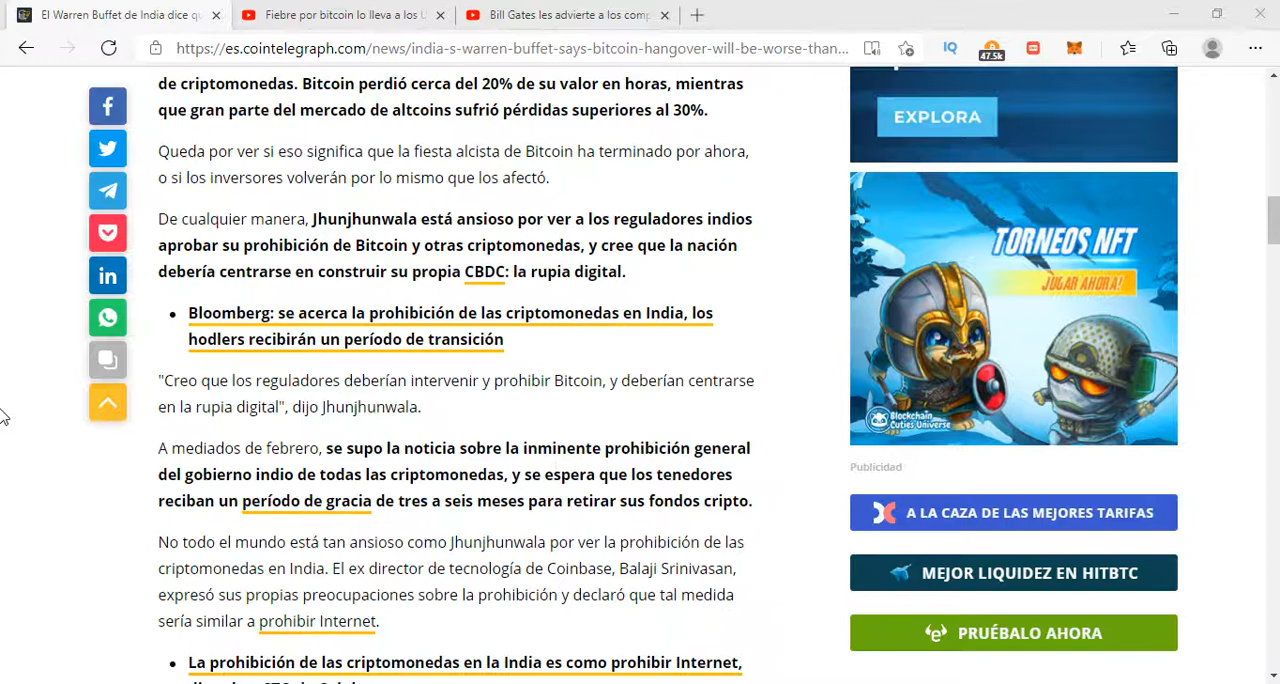 El Warren Buffet de India dice qu
Fiebre por bitcoin lo lleva a los U
Bill Gates les advierte a los comp
https://es.cointelegraph.com/news/india-s-warren-buffet-says-bitcoin-hangover-will-be-worse-than...
IQ
47.5k
de criptomonedas. Bitcoin perdió cerca del 20% de su valor en horas, mientras
que gran parte del mercado de altcoins sufrió pérdidas superiores al 30%.
Queda por ver si eso significa que la fiesta alcista de Bitcoin ha terminado por ahora,
o si los inversores volverán por lo mismo que los afectó.
De cualquier manera, Jhunjhunwala está ansioso por ver a los reguladores indios
aprobar su prohibición de Bitcoin y otras criptomonedas, y cree que la nación
debería centrarse en construir su propia CBDC: la rupia digital.
• Bloomberg: se acerca la prohibición de las criptomonedas en India, los
hodlers recibirán un período de transición
"Creo que los reguladores deberían intervenir y prohibir Bitcoin, y deberían centrarse
en la rupia digital", dijo Jhunjhunwala.
A mediados de febrero, se supo la noticia sobre la inminente prohibición general
del gobierno indio de todas las criptomonedas, y se espera que los tenedores
reciban un período de gracia de tres a seis meses para retirar sus fondos cripto.
No todo el mundo está tan ansioso como Jhunjhunwala por ver la prohibición de las
criptomonedas en India. El ex director de tecnología de Coinbase, Balaji Srinivasan,
expresó sus propias preocupaciones sobre la prohibición y declaró que tal medida
sería similar a prohibir Internet.
• La prohibición de las criptomonedas en la India es como prohibir Internet,
EXPLORA
TORNEOS NFT
JUGAR AHORA!
Blockchain
Cuties Universe
Publicidad
A LA CAZA DE LAS MEJORES TARIFAS
MEJOR LIQUIDEZ EN HITBTC
PRUÉBALO AHORA